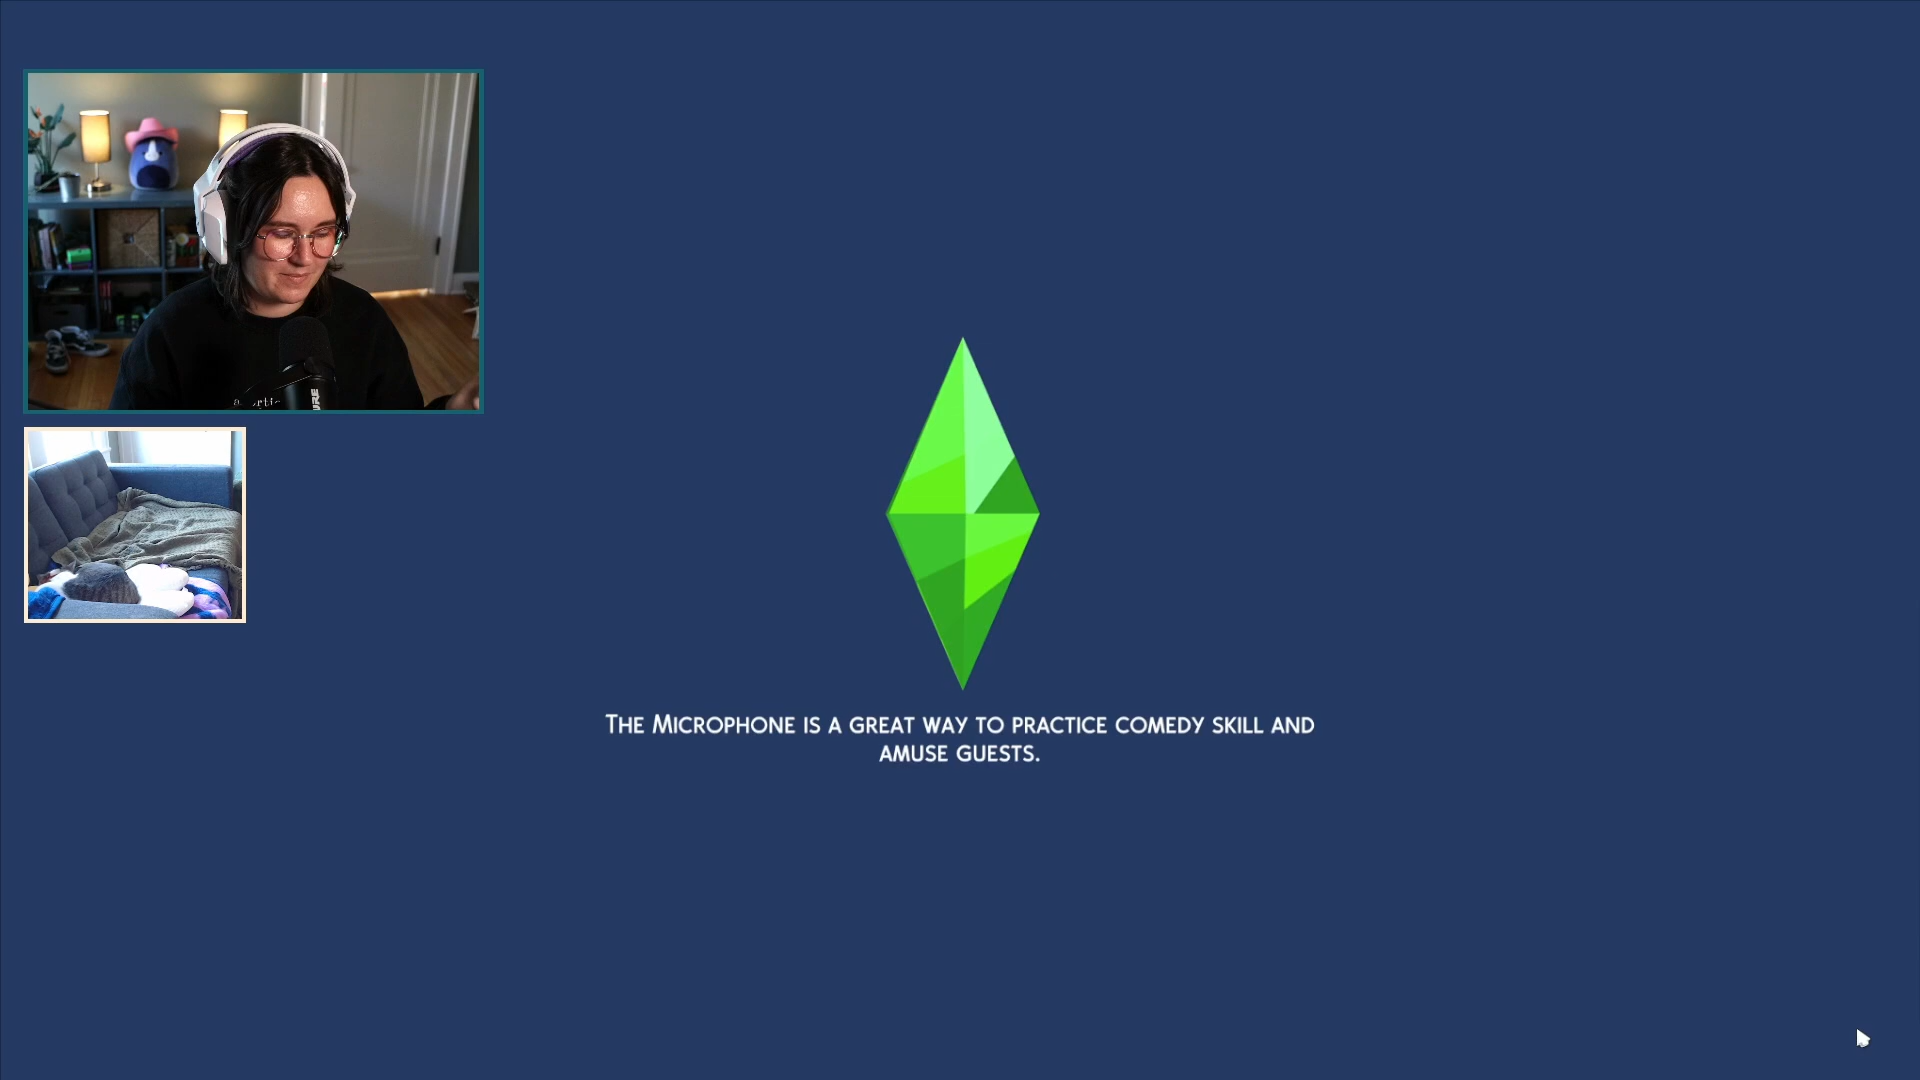 THE MICROPHONE IS A GREAT WAY TO PRACTICE COMEDY SKILL AND
AMUSE GUESTS.